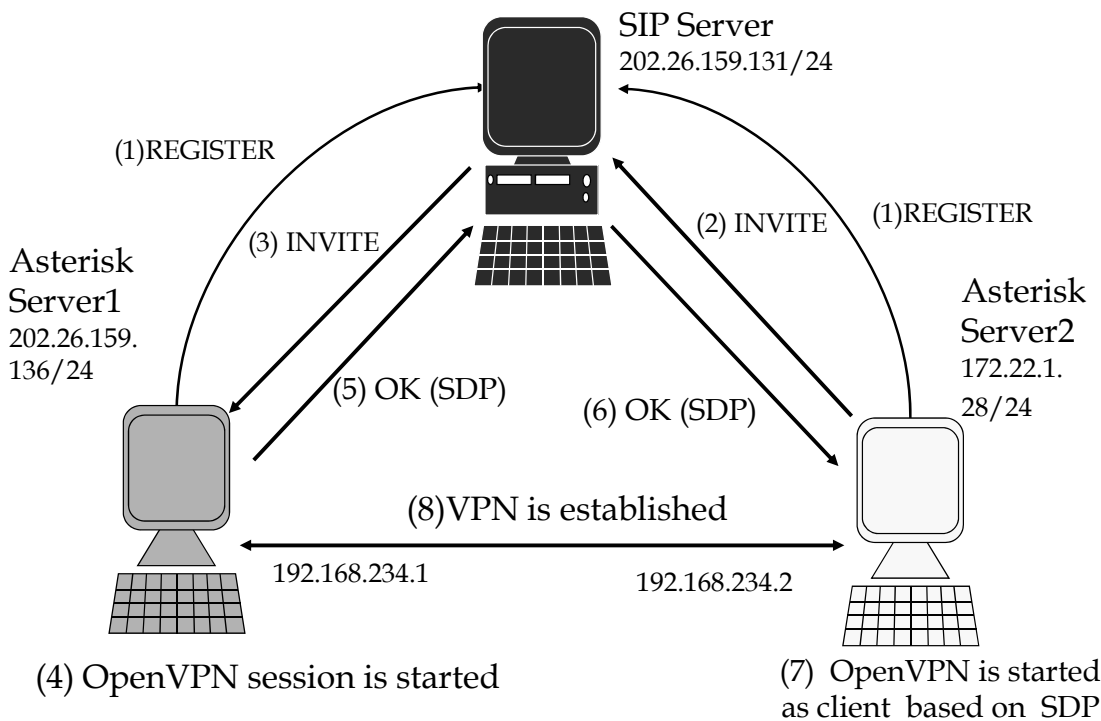 SIP Server
202.26.159.131/24
(1)REGISTER
(3) INVITE
(2) INVITE
(1)REGISTER
Asterisk
Server1
202.26.159.
136/24
Asterisk
Server2
172.22.1.
28/24
(5) OK (SDP)
(6) OK (SDP)
(8)VPN is established
192.168.234.1
192.168.234.2
(4) OpenVPN session is started
(7) OpenVPN is started
as client based on SDP